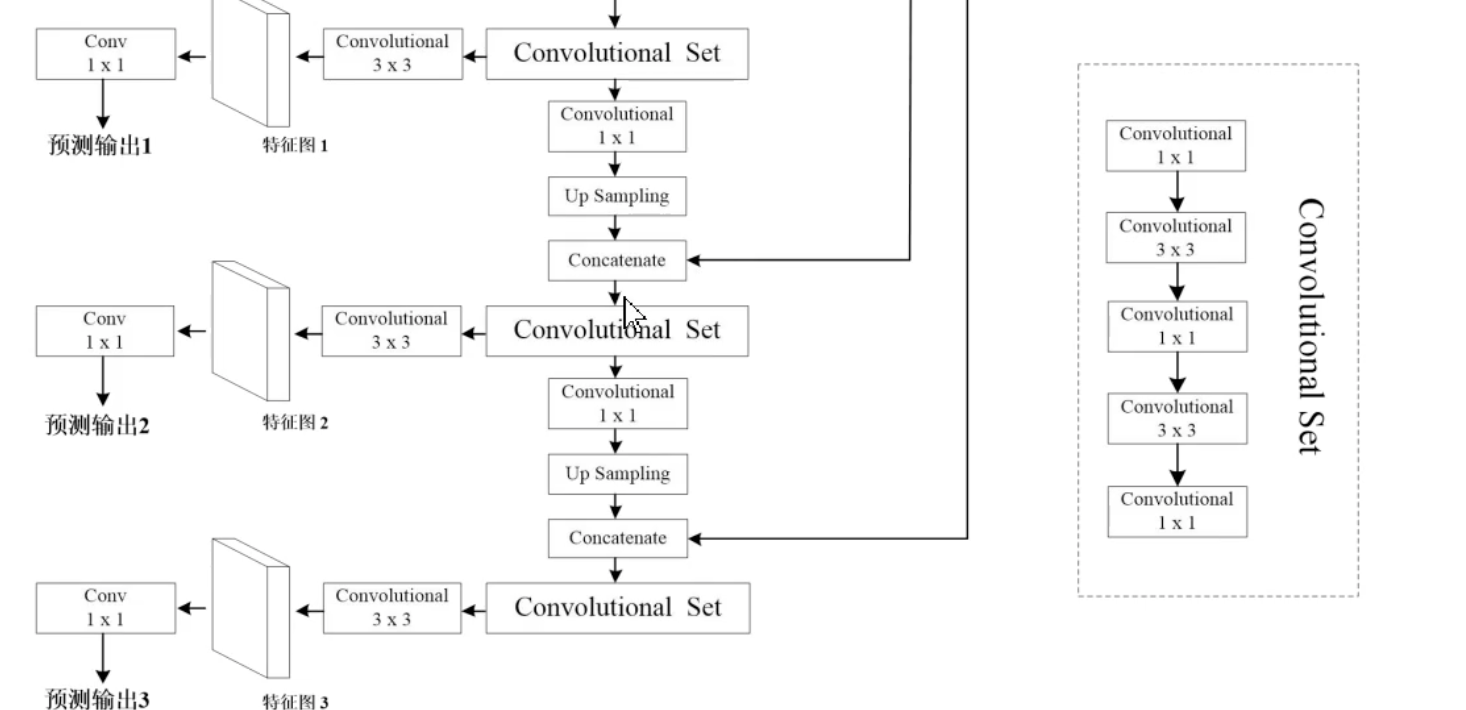 Conv
1 x 1
Convolutional
3 x 3
Convolutional Set
预测输出1
特征图 1
Convolutional
1 x 1
Up Sampling
Concatenate
Conv
1 x 1
Convolutional
3 x 3
Convolutional Set
预测输出2
特征图 2
Convolutional
1 x 1
Up Sampling
Concatenate
Conv
1 x 1
Convolutional
3 x 3
Convolutional Set
预测输出3
特征图 3
Convolutional
1 x 1
Convolutional
3 x 3
Convolutional
1 x 1
Convolutional
3 x 3
Convolutional
1 x 1
Convolutional Set